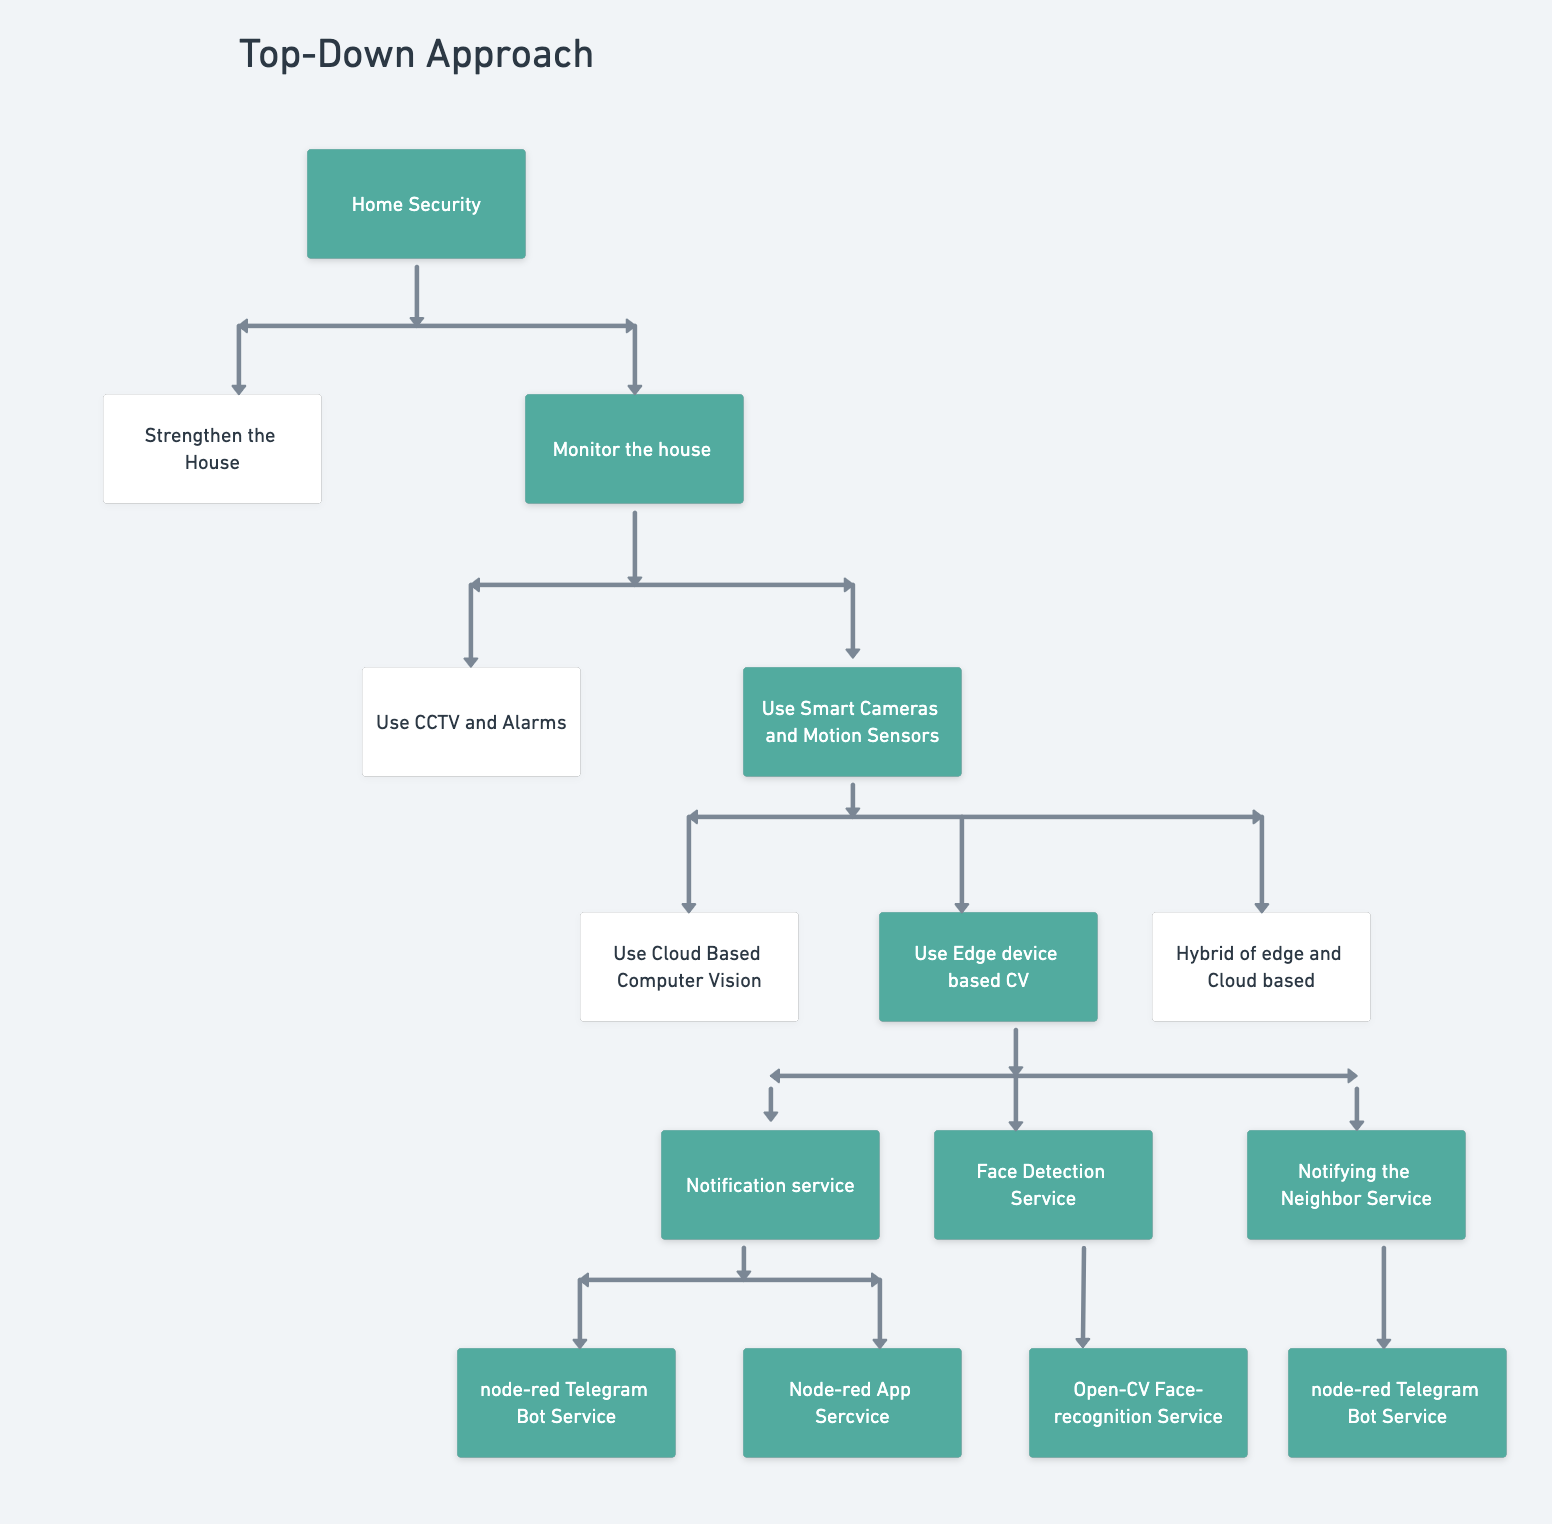 Top-Down Approach
Home Security
Strengthen the
House
Monitor the house
Use CCTV and Alarms
Use Smart Cameras
and Motion Sensors
Use Cloud Based
Computer Vision
Use Edge device
based CV
Hybrid of edge and
Cloud based
Notification service
Face Detection
Service
Notifying the
Neighbor Service
node-red Telegram
Bot Service
Node-red App
Sercvice
Open-CV Face-
recognition Service
node-red Telegram
Bot Service